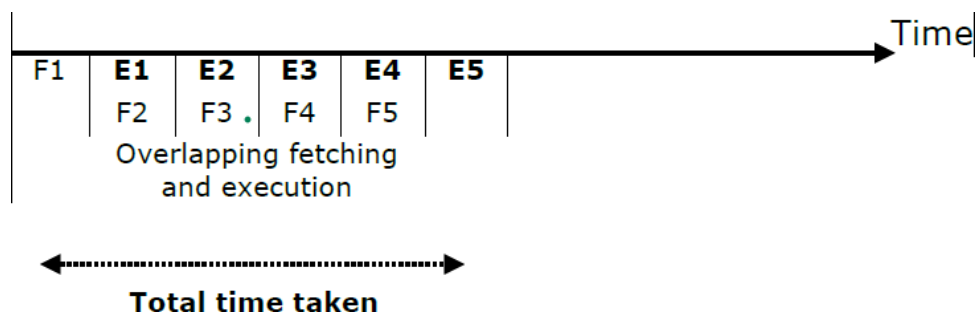 Time
F1 E1 E2 E3 E4 E5
F2 F3 . F4 F5
Overlapping fetching
and execution
Total time taken